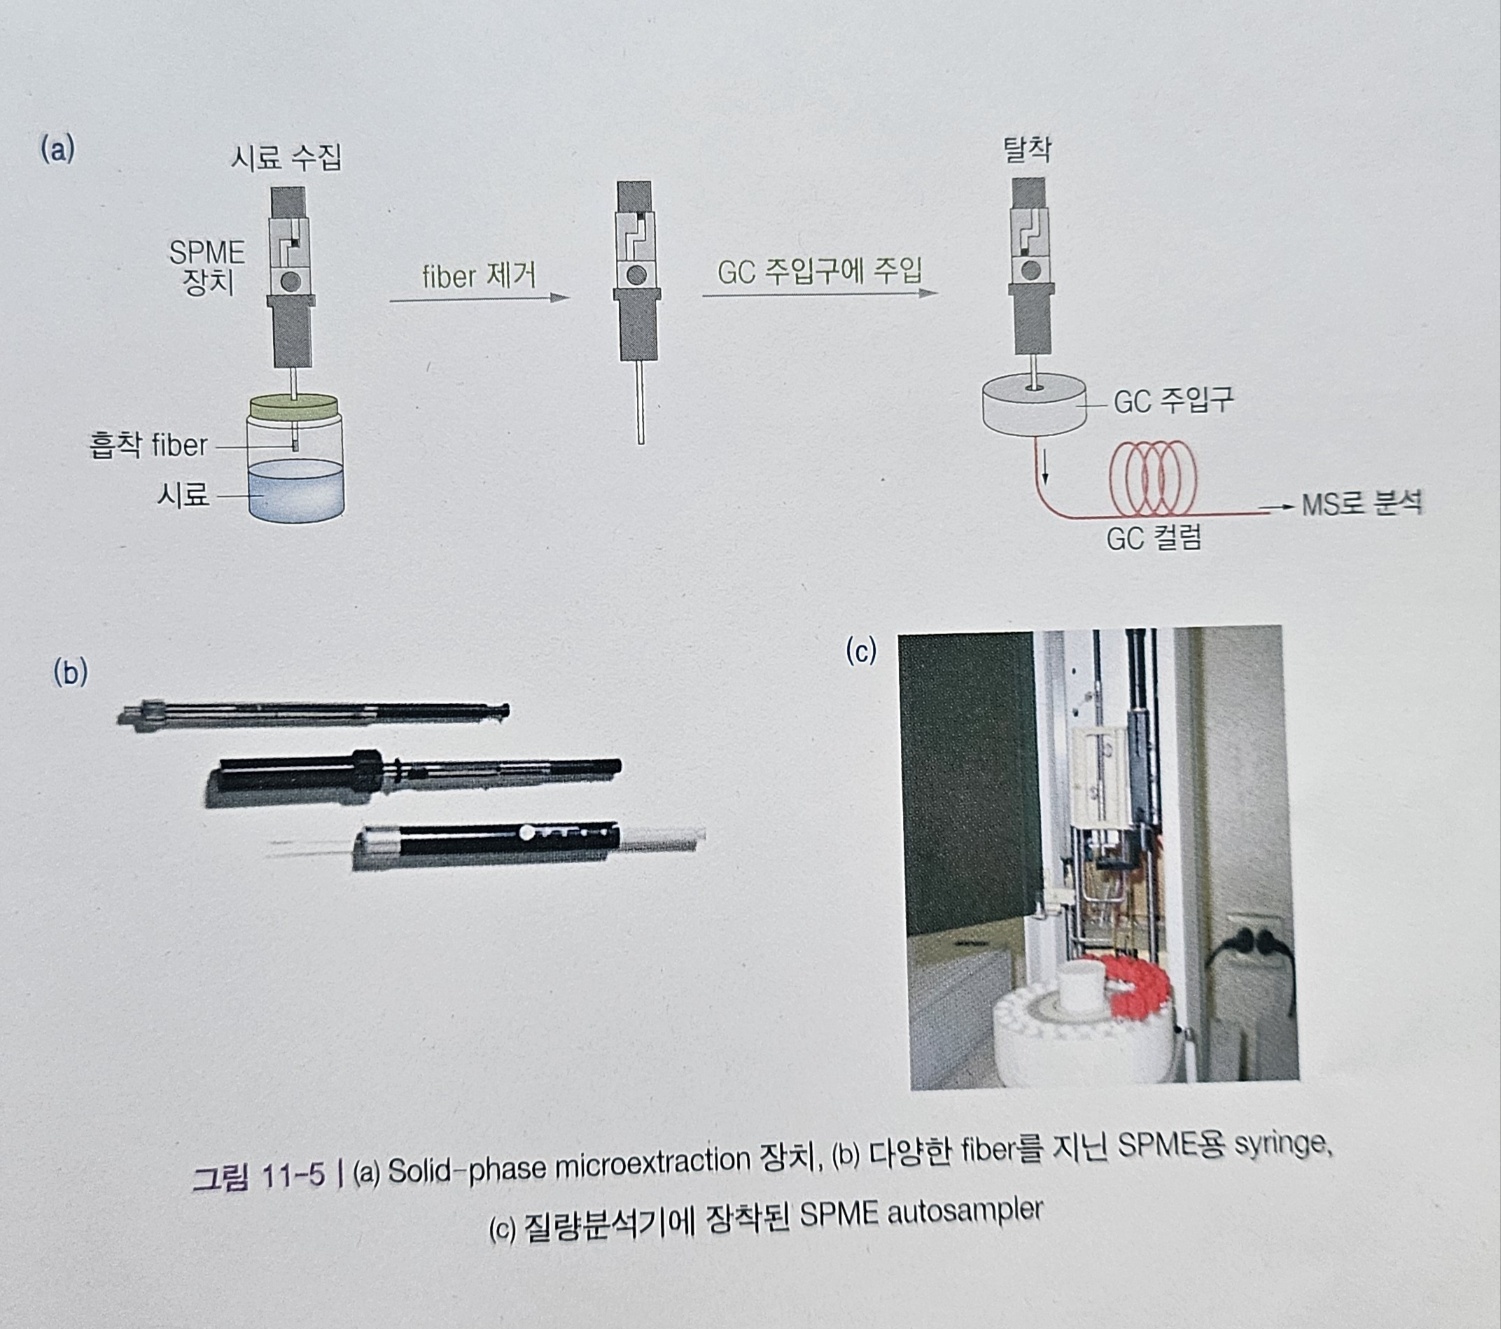 (a)
시료 수집
탈착
SPME
장치
fiber 제거
GC 주입구에 주입
GC 주입구
흡착 fiber
시료
MS로 분석
GC 컬럼
(b)
(c)
그림 11-5 | (a) Solid-phase microextraction 장치, (b) 다양한 fiber를 지닌 SPME용 syringe,
(c) 질량분석기에 장착된 SPME autosampler